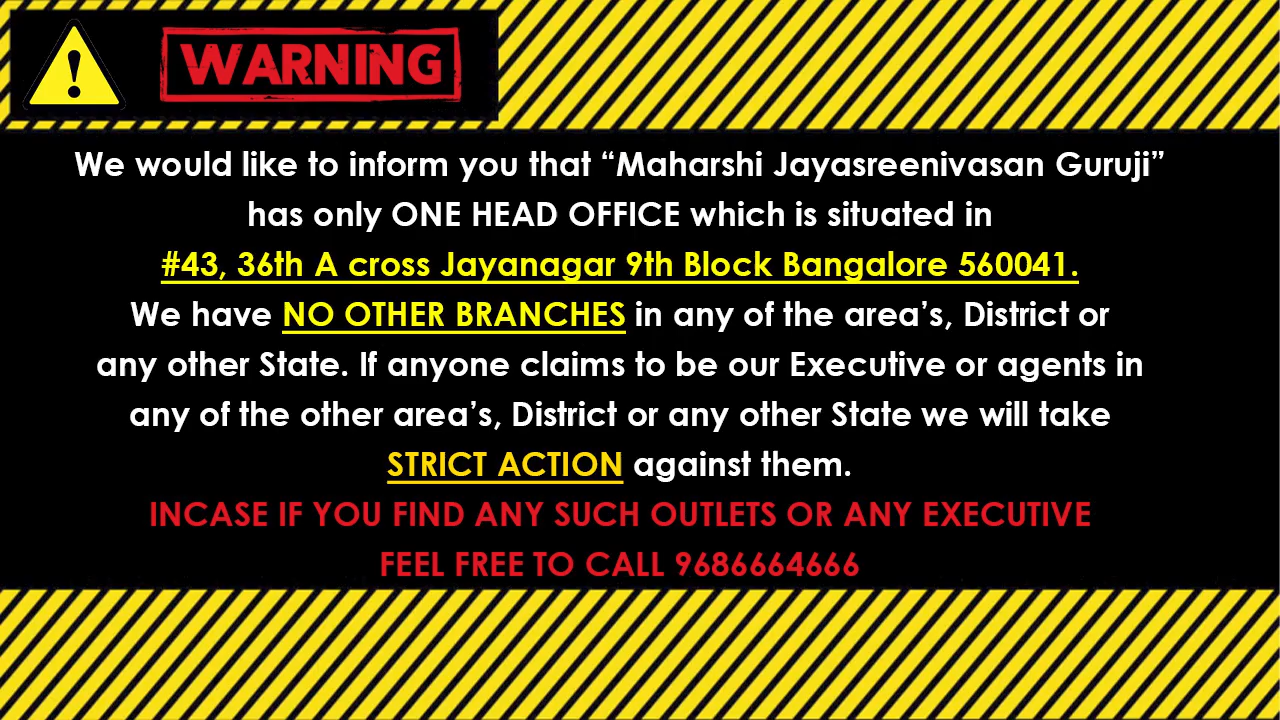 WARNING
We would like to inform you that “Maharshi Jayasreenivasan Guruji”
has only ONE HEAD OFFICE which is situated in
#43, 36th A cross Jayanagar 9th Block Bangalore 560041.
We have NO OTHER BRANCHES in any of the area’s, District or
any other State. If anyone claims to be our Executive or agents in
any of the other area’s, District or any other State we will take
STRICT ACTION against them.
INCASE IF YOU FIND ANY SUCH OUTLETS OR ANY EXECUTIVE
FEEL FREE TO CALL 9686664666